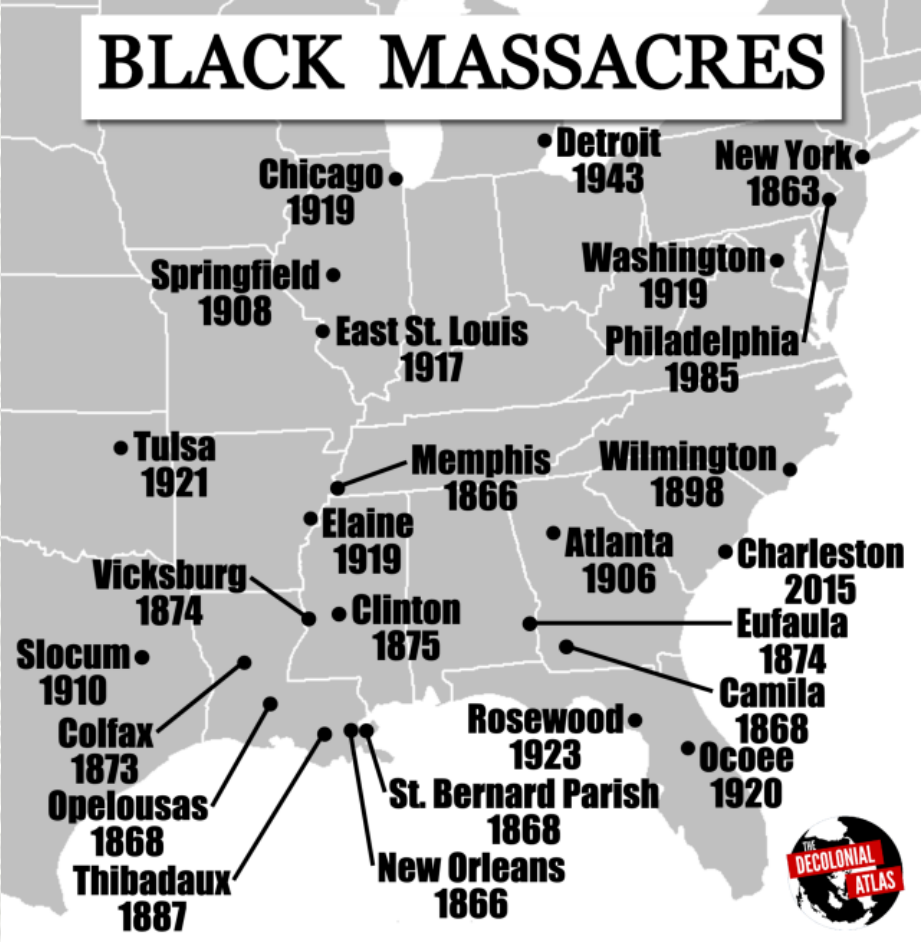 BLACK MASSACRES
Detroit
1943
New York
1863
Chicago
1919
Washington
1919
Springfield
1908
East St. Louis
1917
Philadelphia
1985
Tulsa
1921
Memphis
1866
Wilmington
1898
Elaine
1919
Atlanta
1906
Charleston
2015
Vicksburg
1874
Clinton
1875
Eufaula
1874
Slocum
1910
Camila
1868
Colfax
1873
Rosewood
1923
Ocoee
1920
Opelousas
1868
St. Bernard Parish
1868
Thibadaux
1887
New Orleans
1866
THE
DECOLONIAL
ATLAS